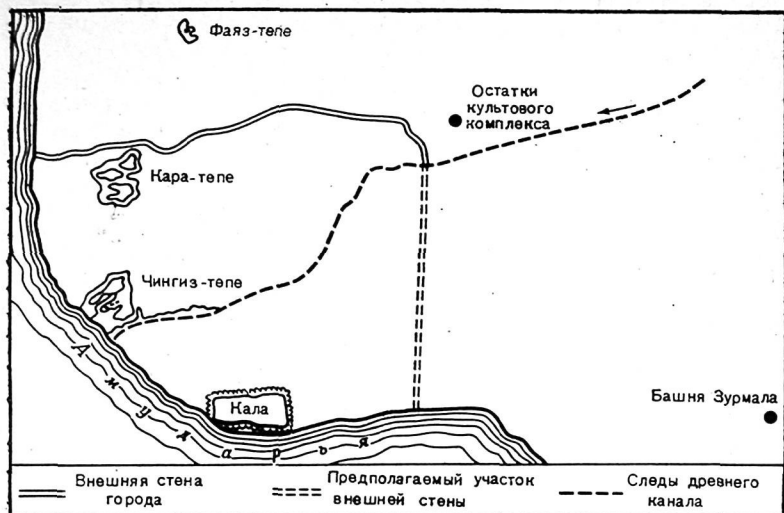 Фаяз-тепе
Остатки
культового
комплекса
Кара-тепе
Чингиз-тепе
Кала
Амударья
Башня Зурмала
Внешняя стена
города
Предполагаемый участок
внешней стены
Следы древнего
канала